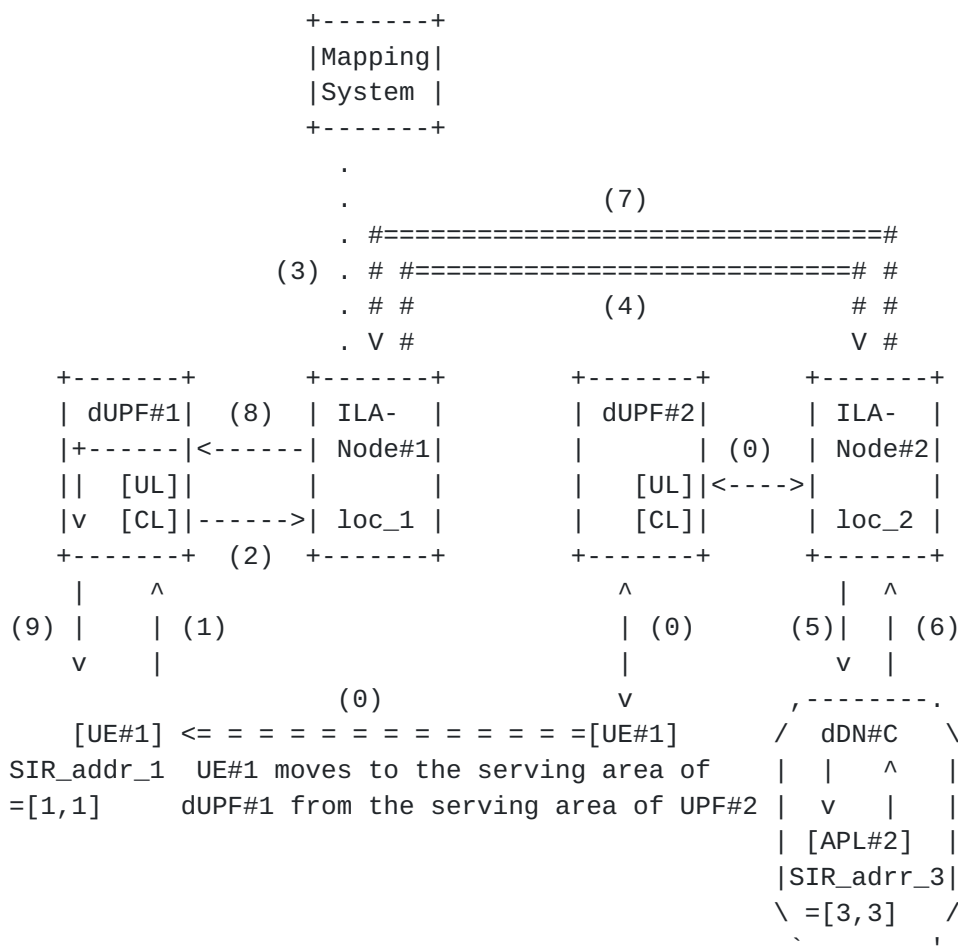 +-------+
                   |Mapping|
                   |System |
                   +-------+
                     .
                     .                (7)
                     . #================================#
                 (3) . # #============================# #
                     . # #            (4)             # #
                     . V #                            V #
   +-------+       +-------+        +-------+      +-------+
   | dUPF#1|  (8)  | ILA-  |        | dUPF#2|      | ILA-  |
   |+------|<------| Node#1|        |       | (0)  | Node#2|
   ||  [UL]|       |       |        |   [UL]|<---->|       |
   |v  [CL]|------>| loc_1 |        |   [CL]|      | loc_2 |
   +-------+  (2)  +-------+        +-------+      +-------+
    |    ^                             ^             |  ^
(9) |    | (1)                         | (0)      (5)|  | (6)
    v    |                             |             v  |
                     (0)               v          ,--------.
    [UE#1] <= = = = = = = = = = = = =[UE#1]      /  dDN#C   \
SIR_addr_1  UE#1 moves to the serving area of   |  |   ^   |
=[1,1]     dUPF#1 from the serving area of UPF#2 |  v   |   |
                                                 | [APL#2]  |
                                                 |SIR_adrr_3|
                                                 \ =[3,3]   /
                                                  `        '